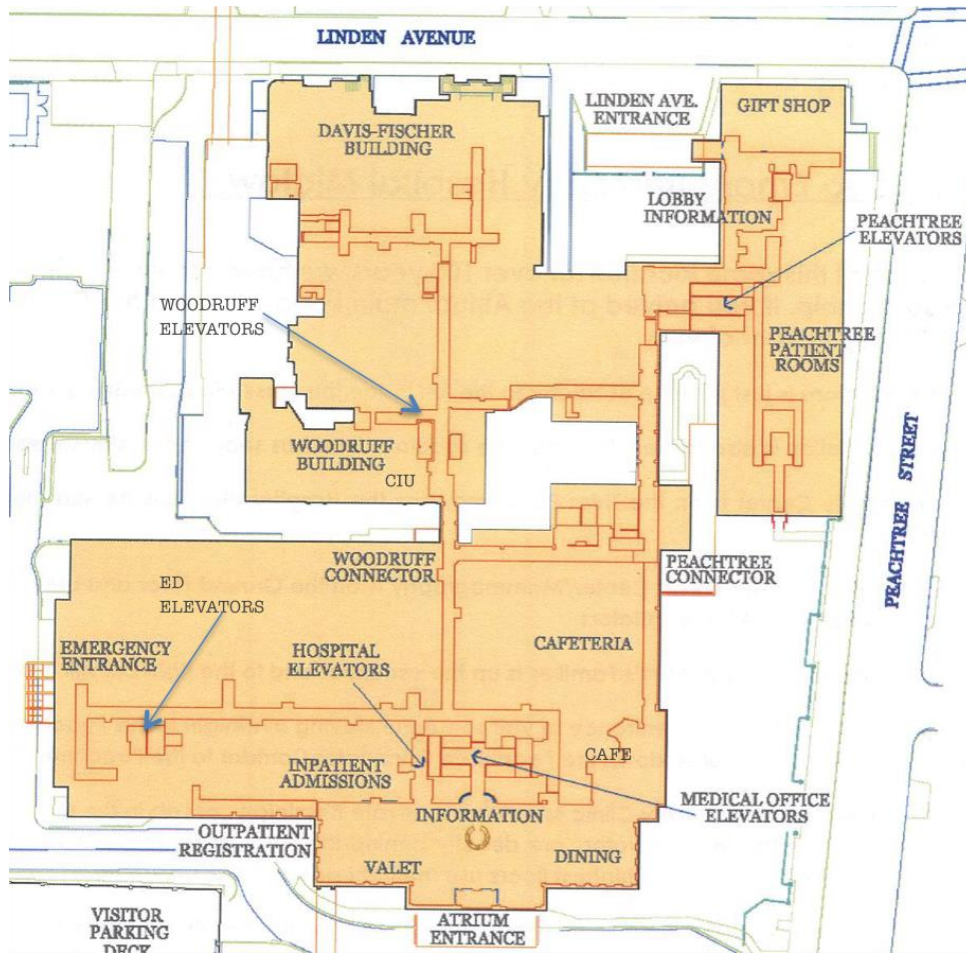 LINDEN AVENUE
LINDEN AVE.
ENTRANCE
GIFT SHOP
DAVIS-FISCHER
BUILDING
LOBBY
INFORMATION
PEACHTREE
ELEVATORS
WOODRUFF
ELEVATORS
PEACHTREE
PATIENT
ROOMS
WOODRUFF
BUILDING
CIU
PEACHTREE STREET
WOODRUFF
CONNECTOR
PEACHTREE
CONNECTOR
ED
ELEVATORS
EMERGENCY
ENTRANCE
HOSPITAL
ELEVATORS
CAFETERIA
CAFE
INPATIENT
ADMISSIONS
MEDICAL OFFICE
ELEVATORS
INFORMATION
OUTPATIENT
REGISTRATION
VALET
DINING
VISITOR
PARKING
DECK
ATRIUM
ENTRANCE